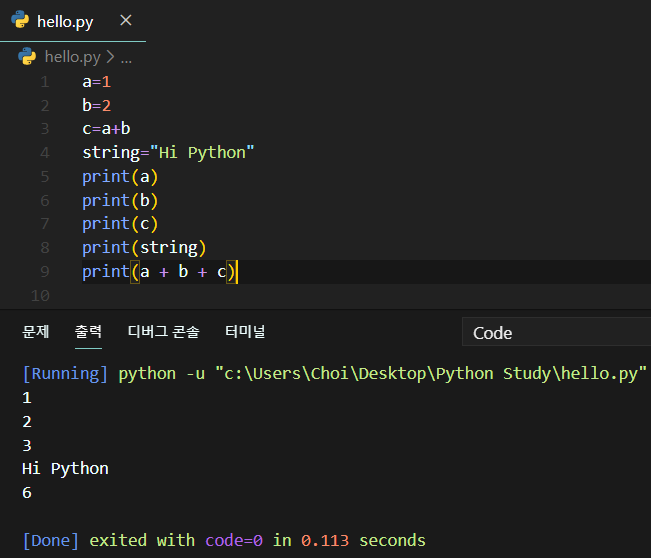 hello.py ×
hello.py > ...
1 a=1
2 b=2
3 c=a+b
4 string="Hi Python"
5 print(a)
6 print(b)
7 print(c)
8 print(string)
9 print(a + b + c)
10
문제 출력 디버그 콘솔 터미널 Code
[Running] python -u "c:\Users\Choi\Desktop\Python Study\hello.py"
1
2
3
Hi Python
6
[Done] exited with code=0 in 0.113 seconds